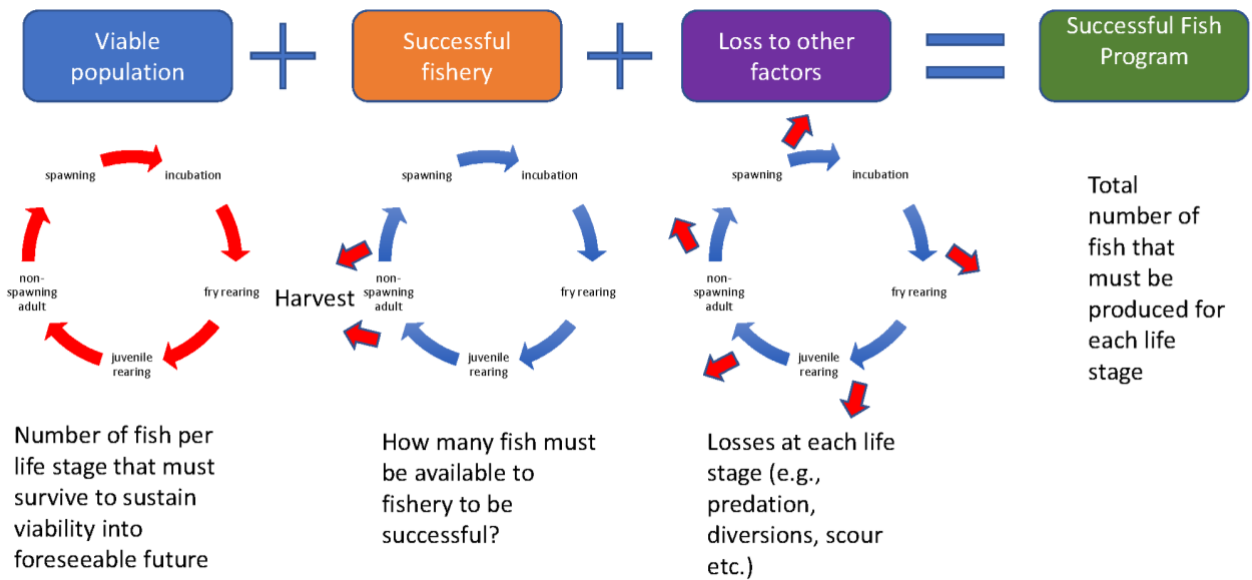 Viable
population
Successful
fishery
Loss to other
factors
Successful Fish
Program
spawning
incubation
fry rearing
juvenile
rearing
non-
spawning
adult
spawning
incubation
fry rearing
juvenile
rearing
non-
spawning
adult
Harvest
spawning
incubation
fry rearing
juvenile
rearing
non-
spawning
adult
Total
number of
fish that
must be
produced for
each life
stage
Number of fish per
life stage that must
survive to sustain
viability into
foreseeable future
How many fish must
be available to
fishery to be
successful?
Losses at each life
stage (e.g.,
predation,
diversions, scour
etc.)